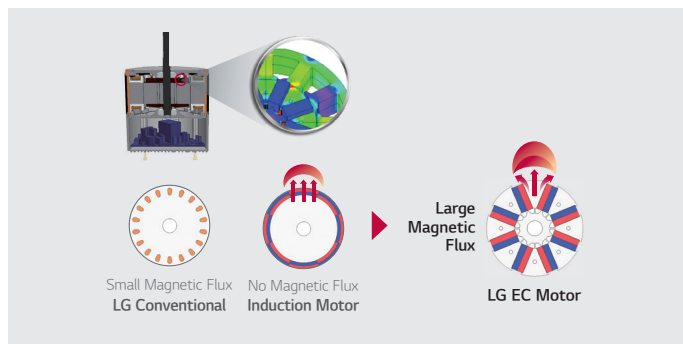 Small Magnetic Flux
LG Conventional
No Magnetic Flux
Induction Motor
Large
Magnetic
Flux
LG EC Motor